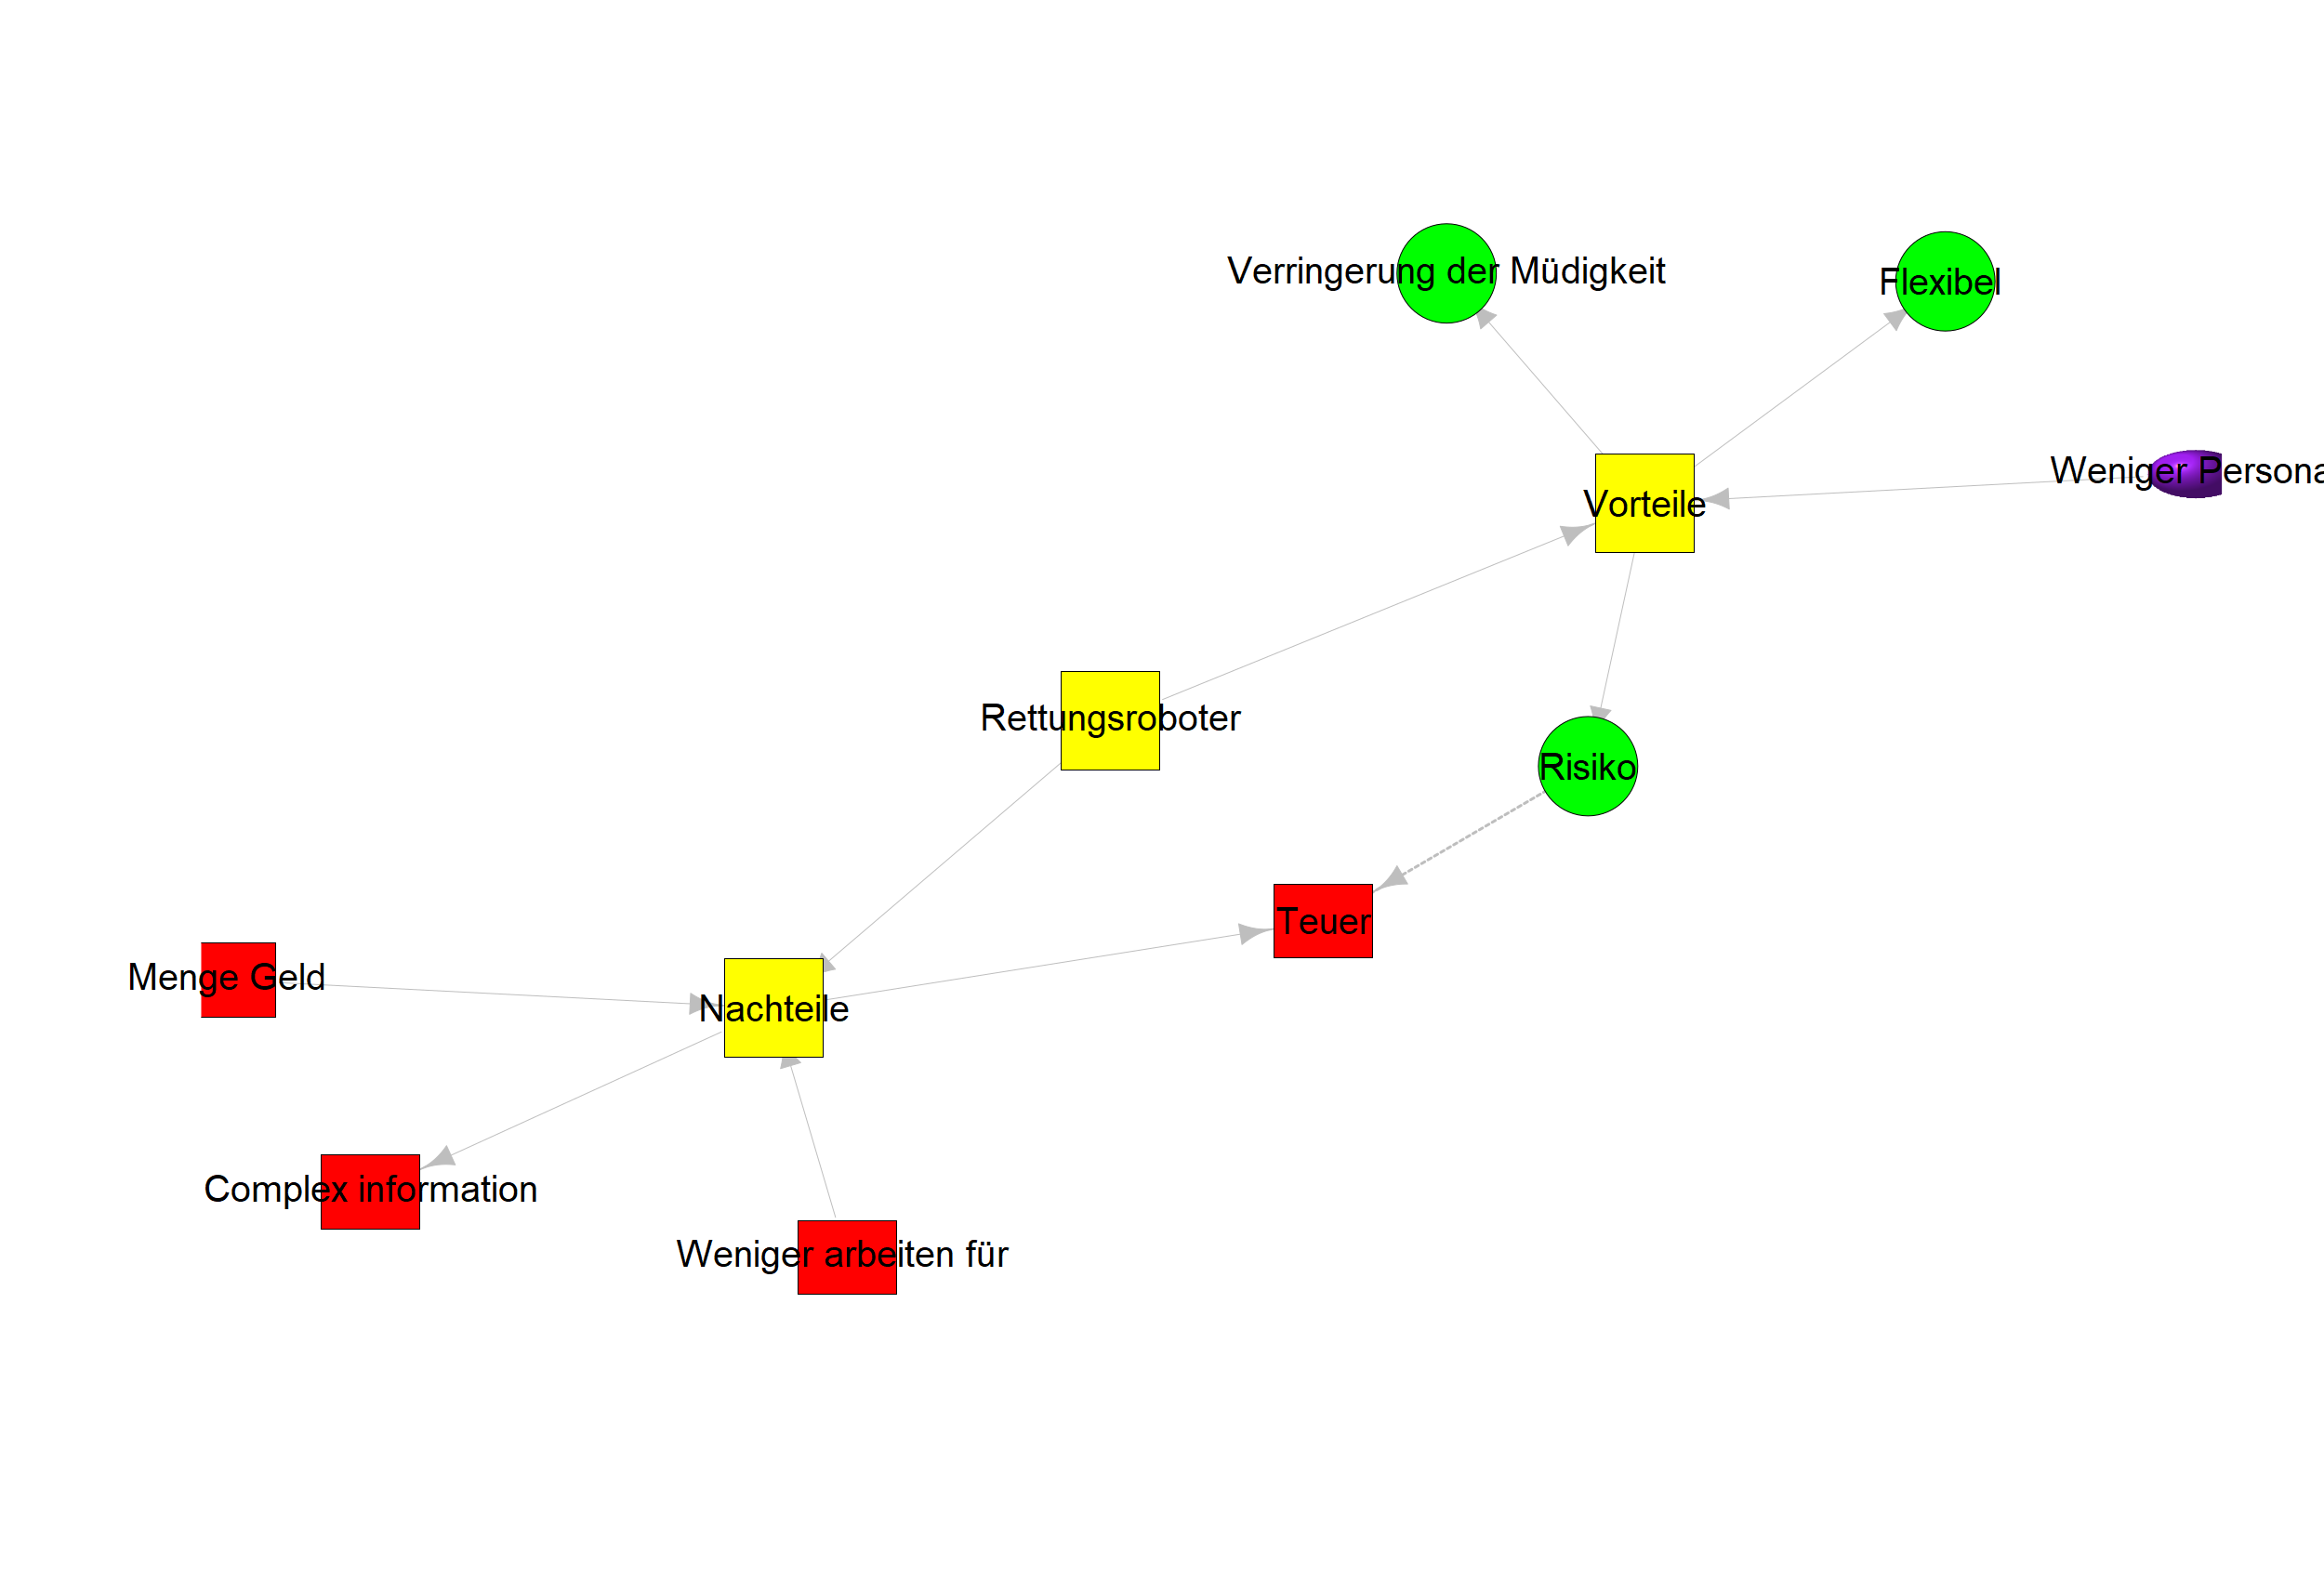 Verringerung der Müdigkeit
Flexibel
Weniger Persona
Vorteile
Rettungsroboter
Risiko
Teuer
Menge Geld
Nachteile
Complex information
Weniger arbeiten für